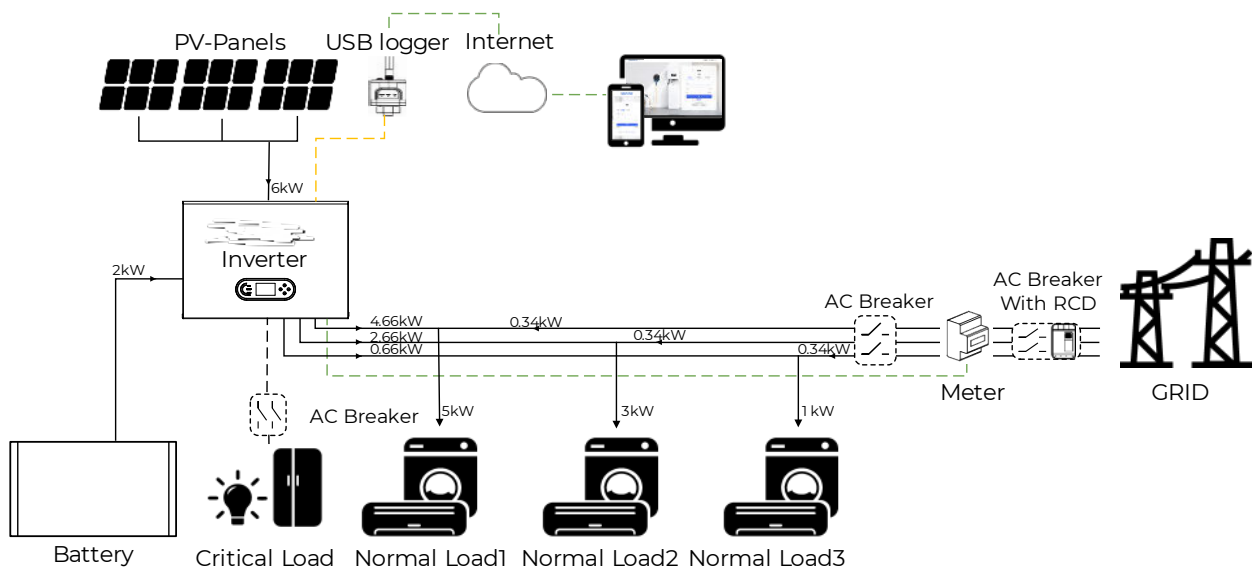 PV-Panels
USB logger
Internet
6kW
Inverter
2kW
4.66kW
0.34kW
2.66kW
0.34kW
0.66kW
0.34kW
AC Breaker
AC Breaker
With RCD
Meter
GRID
AC Breaker
5kW
3kW
1 kW
Battery
Critical Load
Normal Load1
Normal Load2
Normal Load3